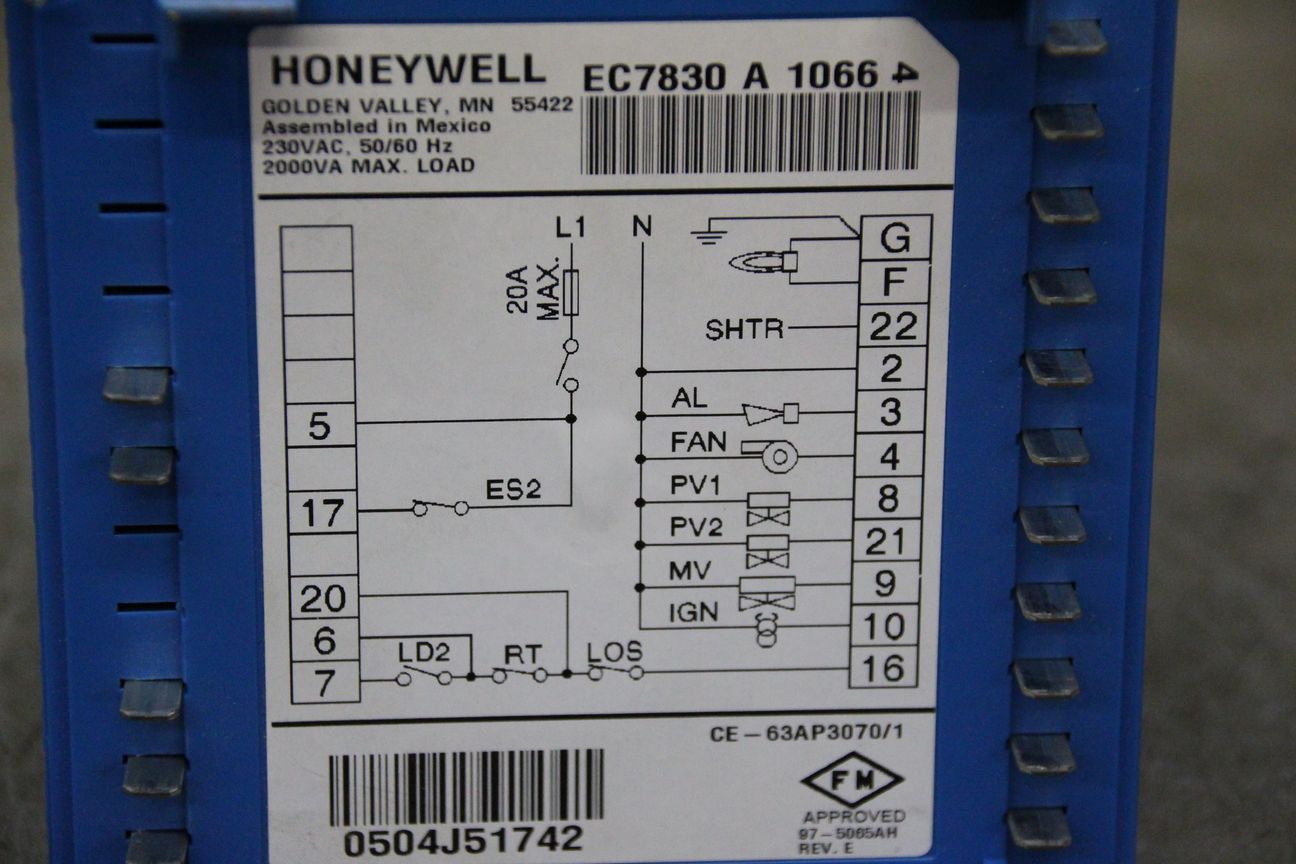 HONEYWELL
EC7830 A 1066 4
GOLDEN VALLEY, MN 55422
Assembled in Mexico
230VAC, 50/60 Hz
2000VA MAX. LOAD
L1
N
20A
MAX.
G
F
SHTR
22
2
AL
3
5
FAN
4
PV1
8
ES2
17
PV2
21
MV
9
20
IGN
10
6
LD2
RT
LOS
16
7
CE-63AP3070/1
FM
APPROVED
97-5065AH
REV. E
0504J51742